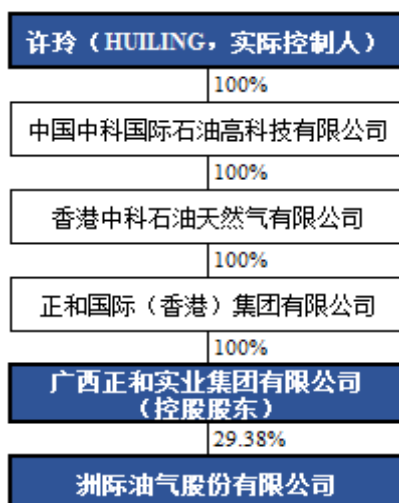 许玲（HUILING，实际控制人）
100%
中国中科国际石油高科技有限公司
100%
香港中科石油天然气有限公司
100%
正和国际（香港）集团有限公司
100%
广西正和实业集团有限公司
（控股股东）
29.38%
洲际油气股份有限公司